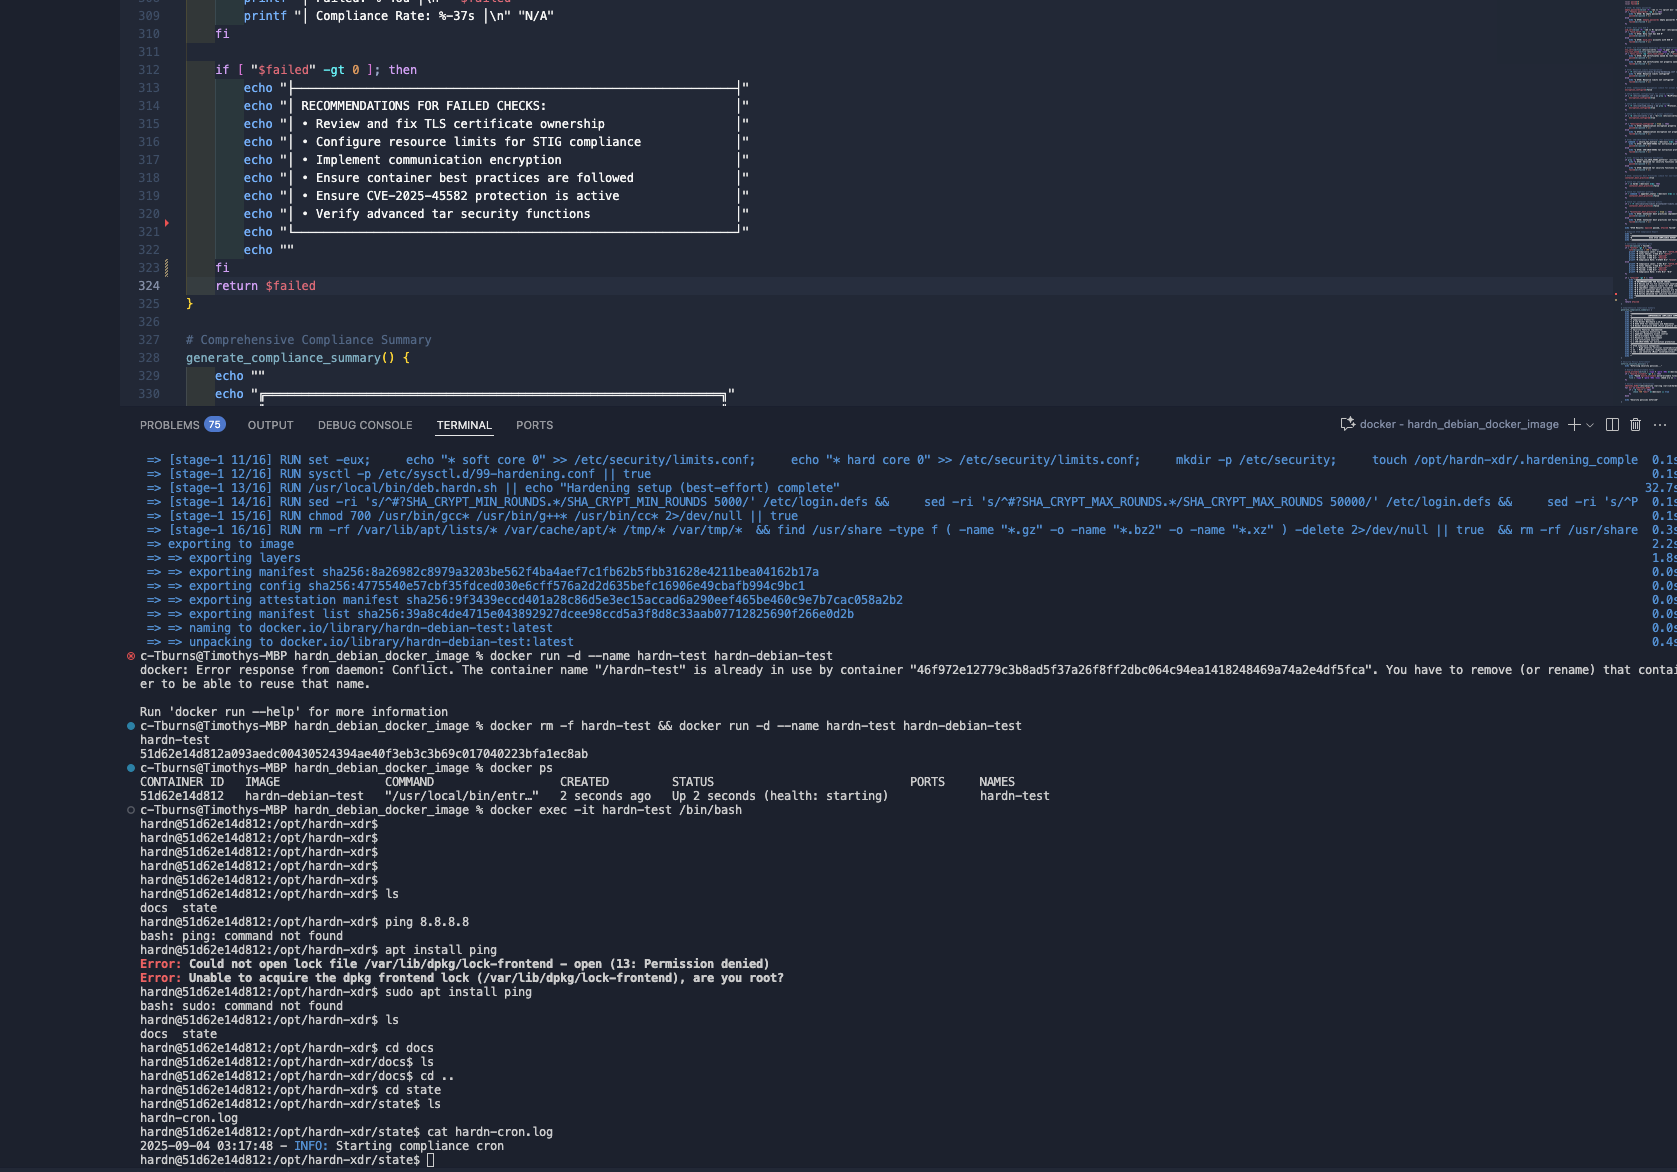 309 printf "│ Compliance Rate: %-37s │\n" "N/A"
310 fi
311
312 if [ "$failed" -gt 0 ]; then
313 echo "├──────────────────────────────────────────────────────────────┤"
314 echo "│ RECOMMENDATIONS FOR FAILED CHECKS: │"
315 echo "│ • Review and fix TLS certificate ownership │"
316 echo "│ • Configure resource limits for STIG compliance │"
317 echo "│ • Implement communication encryption │"
318 echo "│ • Ensure container best practices are followed │"
319 echo "│ • Ensure CVE-2025-45582 protection is active │"
320 echo "│ • Verify advanced tar security functions │"
321 echo "└──────────────────────────────────────────────────────────────┘"
322 echo ""
323 fi
324 return $failed
325 }
326
327 # Comprehensive Compliance Summary
328 generate_compliance_summary() {
329 echo ""
330 echo "╔════════════════════════════════════════════════════════════════╗"
PROBLEMS 75 OUTPUT DEBUG CONSOLE TERMINAL PORTS docker - hardn_debian_docker_image
=> [stage-1 11/16] RUN set -eux; echo "* soft core 0" >> /etc/security/limits.conf; echo "* hard core 0" >> /etc/security/limits.conf; mkdir -p /etc/security; touch /opt/hardn-xdr/.hardening_comple 0.1s
=> [stage-1 12/16] RUN sysctl -p /etc/sysctl.d/99-hardening.conf || true 0.1s
=> [stage-1 13/16] RUN /usr/local/bin/deb.hardn.sh || echo "Hardening setup (best-effort) complete" 32.7s
=> [stage-1 14/16] RUN sed -ri 's/^#?SHA_CRYPT_MIN_ROUNDS.*/SHA_CRYPT_MIN_ROUNDS 5000/' /etc/login.defs && sed -ri 's/^#?SHA_CRYPT_MAX_ROUNDS.*/SHA_CRYPT_MAX_ROUNDS 50000/' /etc/login.defs && sed -ri 's/^P 0.1s
=> [stage-1 15/16] RUN chmod 700 /usr/bin/gcc* /usr/bin/g++* /usr/bin/cc* 2>/dev/null || true 0.1s
=> [stage-1 16/16] RUN rm -rf /var/lib/apt/lists/* /var/cache/apt/* /tmp/* /var/tmp/* && find /usr/share -type f ( -name "*.gz" -o -name "*.bz2" -o -name "*.xz" ) -delete 2>/dev/null || true && rm -rf /usr/share 0.3s
=> exporting to image 2.2s
=> => exporting layers 1.8s
=> => exporting manifest sha256:8a26982c8979a3203be562f4ba4aef7c1fb62b5fbb31628e4211bea04162b17a 0.0s
=> => exporting config sha256:4775540e57cbf35fdced030e6cff576a2d2d635befc16906e49cbafb994c9bc1 0.0s
=> => exporting attestation manifest sha256:9f3439eccd401a28c86d5e3ec15accad6a290eef465be460c9e7b7cac058a2b2 0.0s
=> => exporting manifest list sha256:39a8c4de4715e043892927dcee98ccd5a3f8d8c33aab07712825690f266e0d2b 0.0s
=> => naming to docker.io/library/hardn-debian-test:latest 0.0s
=> => unpacking to docker.io/library/hardn-debian-test:latest 0.4s
c-Tburns@Timothys-MBP hardn_debian_docker_image % docker run -d --name hardn-test hardn-debian-test
docker: Error response from daemon: Conflict. The container name "/hardn-test" is already in use by container "46f972e12779c3b8ad5f37a26f8ff2dbc064c94ea1418248469a74a2e4df5fca". You have to remove (or rename) that contai
er to be able to reuse that name.
Run 'docker run --help' for more information
c-Tburns@Timothys-MBP hardn_debian_docker_image % docker rm -f hardn-test && docker run -d --name hardn-test hardn-debian-test
hardn-test
51d62e14d812a093aedc00430524394ae40f3eb3c3b69c017040223bfa1ec8ab
c-Tburns@Timothys-MBP hardn_debian_docker_image % docker ps
CONTAINER ID IMAGE COMMAND CREATED STATUS PORTS NAMES
51d62e14d812 hardn-debian-test "/usr/local/bin/entr…" 2 seconds ago Up 2 seconds (health: starting) hardn-test
c-Tburns@Timothys-MBP hardn_debian_docker_image % docker exec -it hardn-test /bin/bash
hardn@51d62e14d812:/opt/hardn-xdr$
hardn@51d62e14d812:/opt/hardn-xdr$
hardn@51d62e14d812:/opt/hardn-xdr$
hardn@51d62e14d812:/opt/hardn-xdr$
hardn@51d62e14d812:/opt/hardn-xdr$
hardn@51d62e14d812:/opt/hardn-xdr$ ls
docs state
hardn@51d62e14d812:/opt/hardn-xdr$ ping 8.8.8.8
bash: ping: command not found
hardn@51d62e14d812:/opt/hardn-xdr$ apt install ping
Error: Could not open lock file /var/lib/dpkg/lock-frontend - open (13: Permission denied)
Error: Unable to acquire the dpkg frontend lock (/var/lib/dpkg/lock-frontend), are you root?
hardn@51d62e14d812:/opt/hardn-xdr$ sudo apt install ping
bash: sudo: command not found
hardn@51d62e14d812:/opt/hardn-xdr$ ls
docs state
hardn@51d62e14d812:/opt/hardn-xdr$ cd docs
hardn@51d62e14d812:/opt/hardn-xdr/docs$ ls
hardn@51d62e14d812:/opt/hardn-xdr/docs$ cd ..
hardn@51d62e14d812:/opt/hardn-xdr$ cd state
hardn@51d62e14d812:/opt/hardn-xdr/state$ ls
hardn-cron.log
hardn@51d62e14d812:/opt/hardn-xdr/state$ cat hardn-cron.log
2025-09-04 03:17:48 - INFO: Starting compliance cron
hardn@51d62e14d812:/opt/hardn-xdr/state$